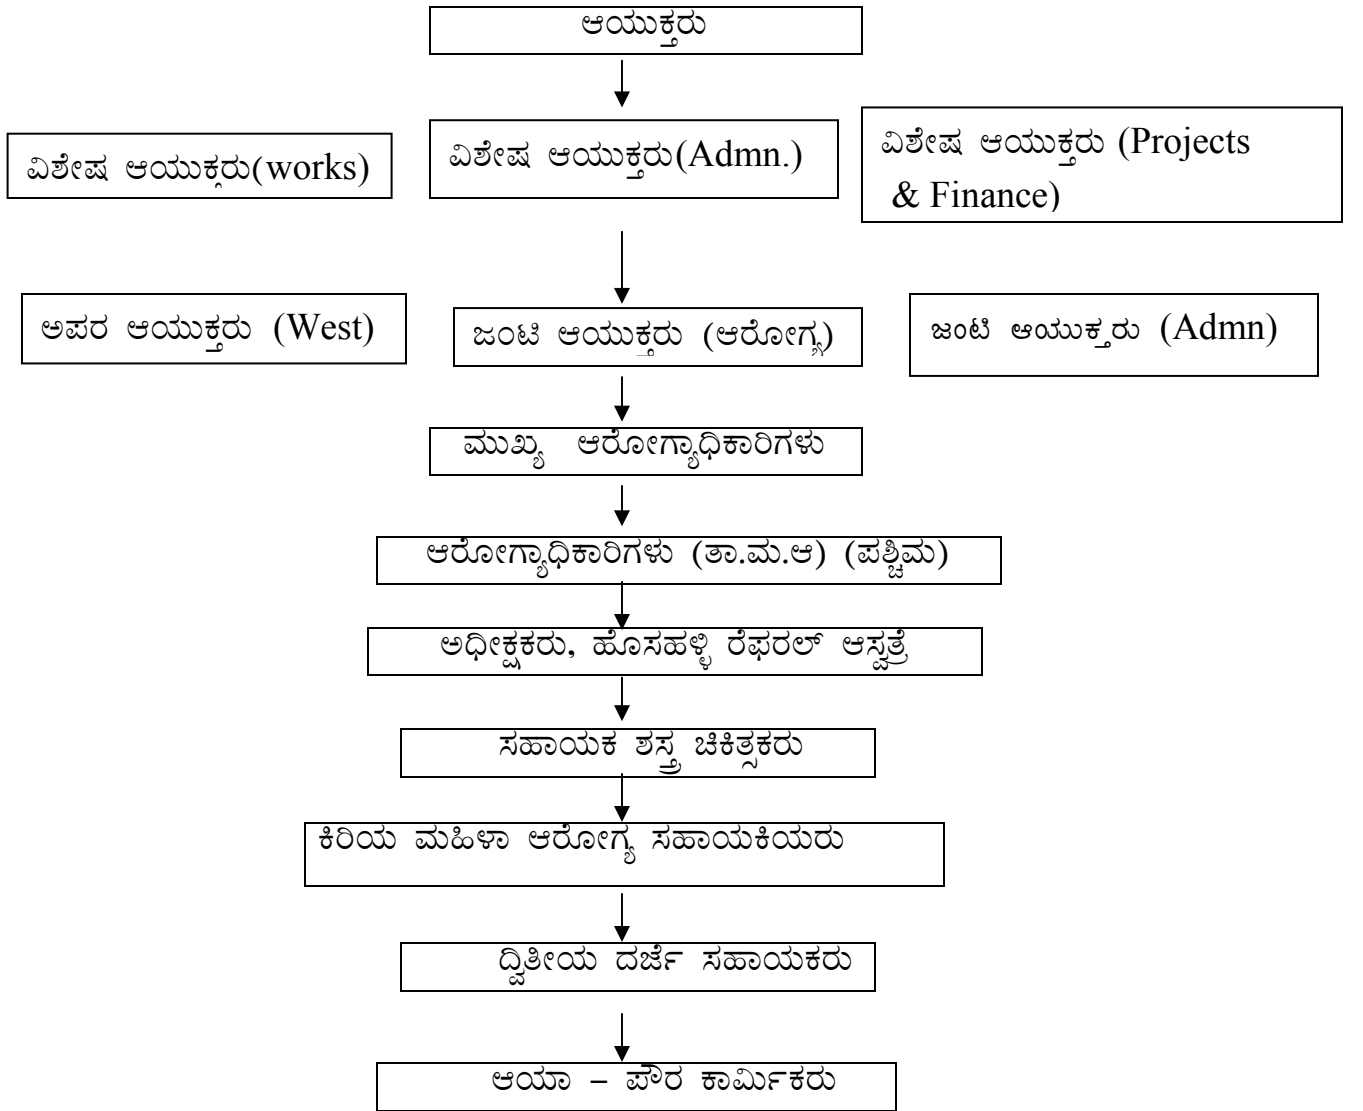 ಆಯುಕ್ತರು
ವಿಶೇಷ ಆಯುಕ್ತರು(works)
ವಿಶೇಷ ಆಯುಕ್ತರು(Admn.)
ವಿಶೇಷ ಆಯುಕ್ತರು (Projects
& Finance)
ಅಪರ ಆಯುಕ್ತರು (West)
ಜಂಟಿ ಆಯುಕ್ತರು (ಆರೋಗ್ಯ)
ಜಂಟಿ ಆಯುಕ್ತರು (Admn)
ಮುಖ್ಯ ಆರೋಗ್ಯಾಧಿಕಾರಿಗಳು
ಆರೋಗ್ಯಾಧಿಕಾರಿಗಳು (ತಾ.ಮ.ಆ) (ಪಶ್ಚಿಮ)
ಅಧೀಕ್ಷಕರು, ಹೊಸಹಳ್ಳಿ ರೆಫರಲ್ ಆಸ್ವತ್ರೆ
ಸಹಾಯಕ ಶಸ್ತ್ರ ಚಿಕಿತ್ಸಕರು
ಕಿರಿಯ ಮಹಿಳಾ ಆರೋಗ್ಯ ಸಹಾಯಕಿಯರು
ದ್ವಿತೀಯ ದರ್ಜೆ ಸಹಾಯಕರು
ಆಯಾ – ಪೌರ ಕಾರ್ಮಿಕರು